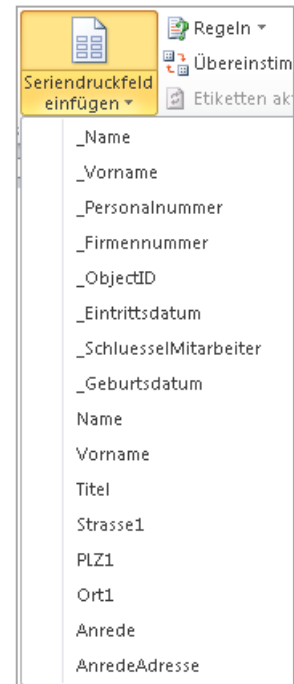 Regeln
Übereinstim
Seriendruckfeld
einfügen
Etiketten ak
_Name
_Vorname
_Personalnummer
_Firmennummer
_ObjectID
_Eintrittsdatum
_SchluesselMitarbeiter
_Geburtsdatum
Name
Vorname
Titel
Strasse1
PLZ1
Ort1
Anrede
AnredeAdresse